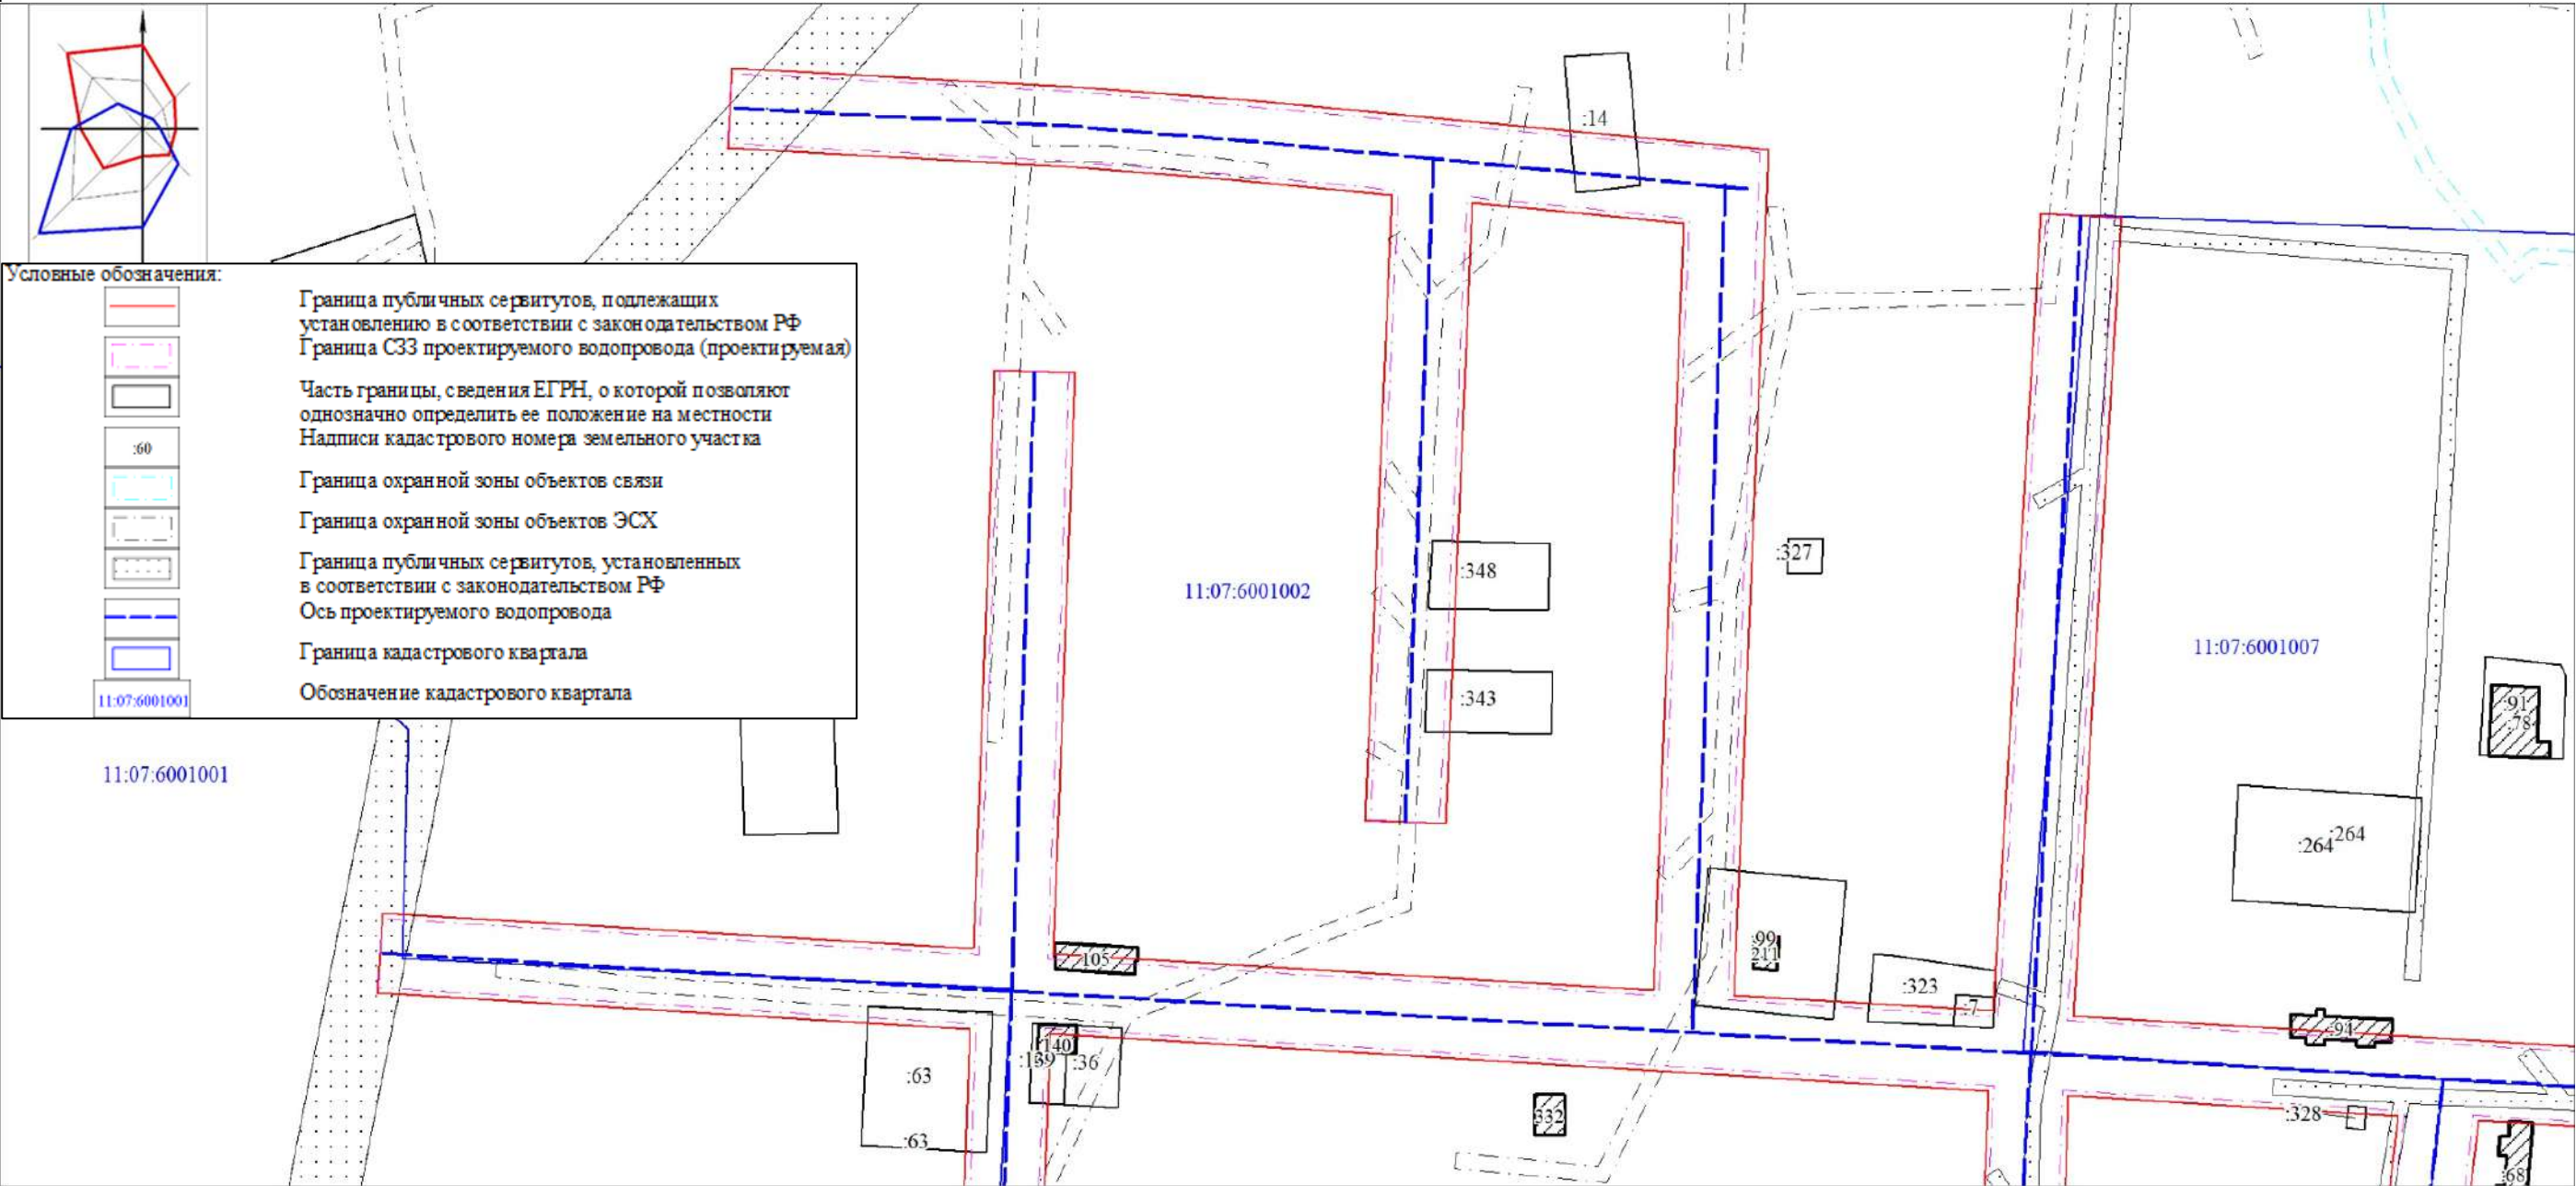 :14
Условные обозначения:
Граница публичных сервитутов, подлежащих
установлению в соответствии с законодательством РФ
Граница СЗЗ проектируемого водопровода (проектируемая)
Часть границы, сведения ЕГРН, о которой позволяют
однозначно определить ее положение на местности
:60
Надписи кадастрового номера земельного участка
Граница охранной зоны объектов связи
Граница охранной зоны объектов ЭСХ
Граница публичных сервитутов, установленных
в соответствии с законодательством РФ
Ось проектируемого водопровода
Граница кадастрового квартала
11:07:6001001
Обозначение кадастрового квартала
:327
:348
11:07:6001002
11:07:6001007
:343
:91
:78
11:07:6001001
:264
:264
:99
211
105
:323
:7
:94
140
:36
:63
:328
332
:63
:68